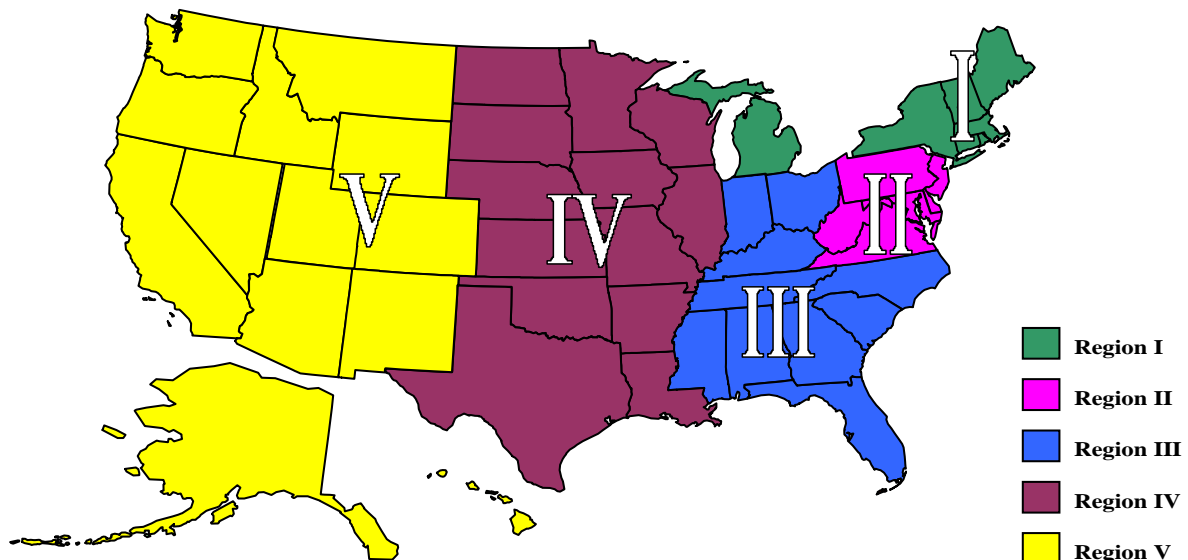 I
V
IV
II
III
Region I
Region II
Region III
Region IV
Region V